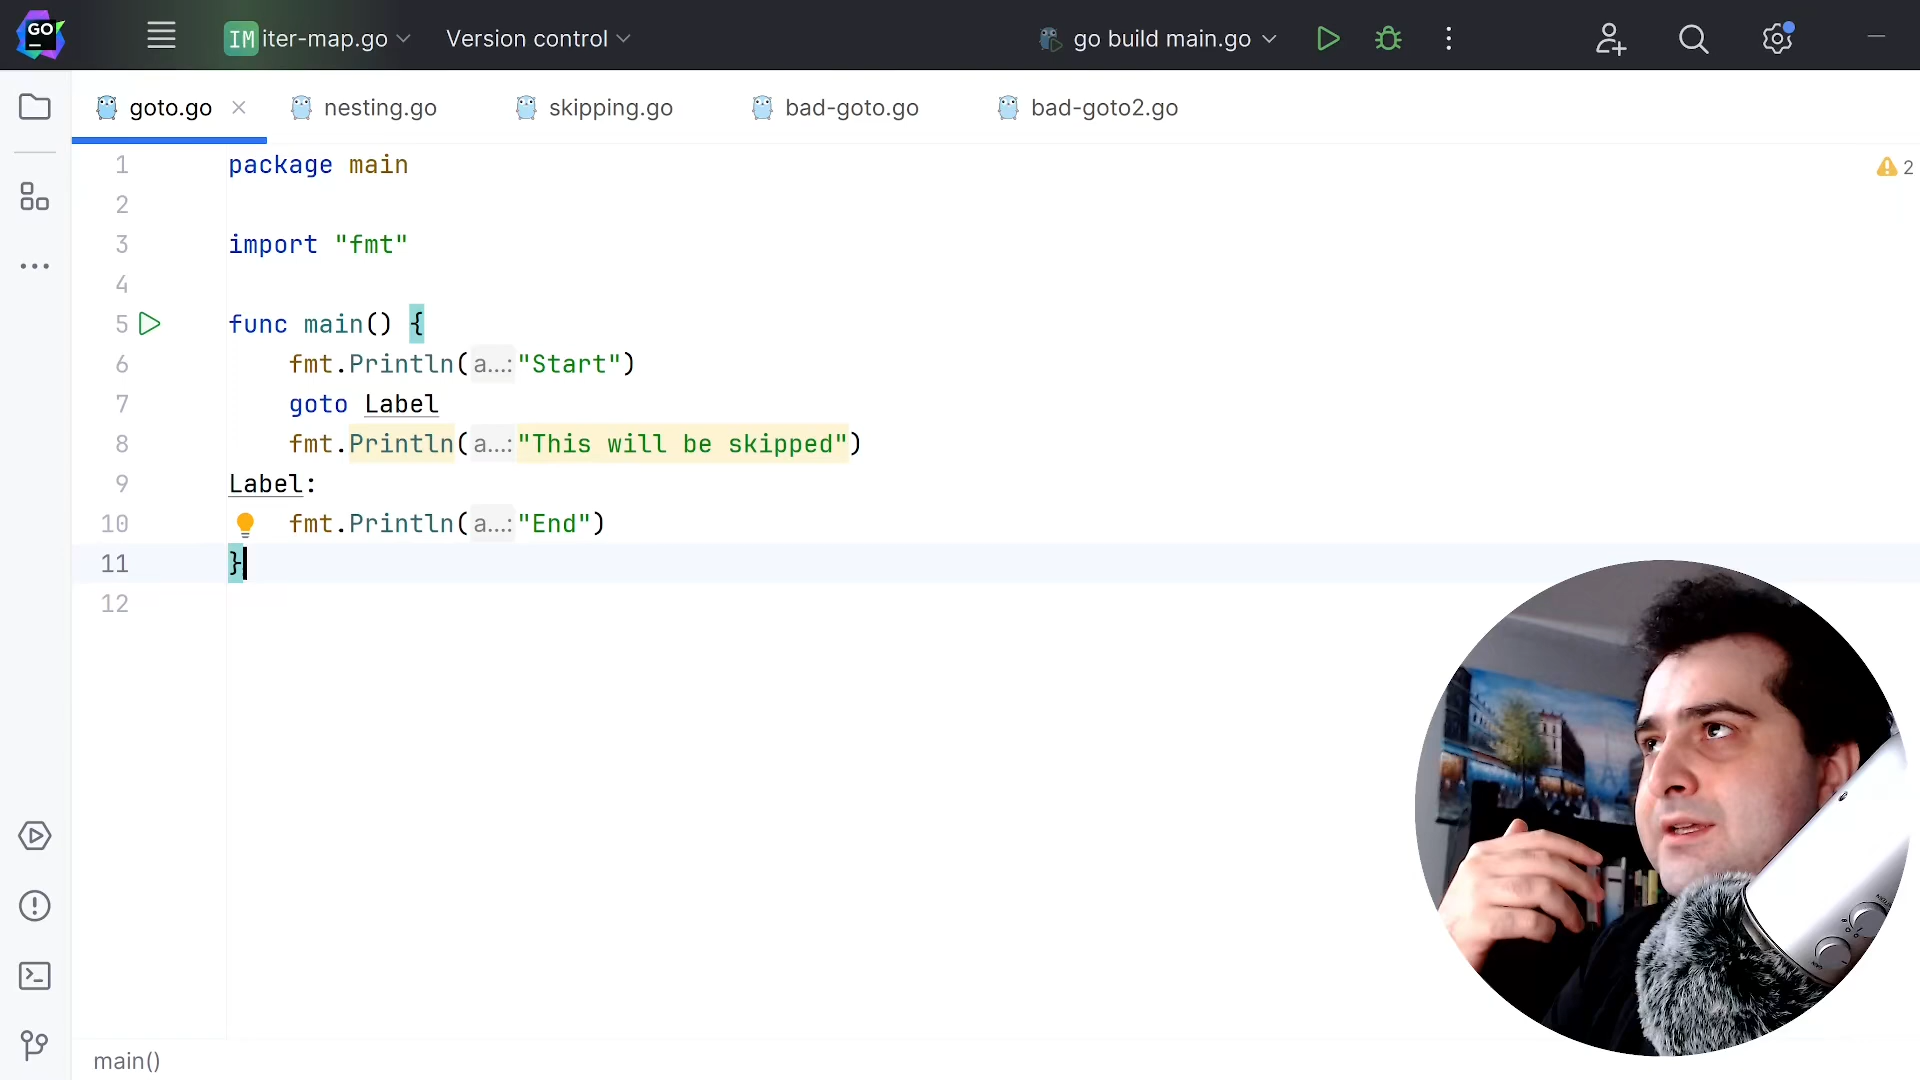 GO
IM iter-map.go
Version control
go build main.go
goto.go
nesting.go
skipping.go
bad-goto.go
bad-goto2.go
1 package main
2
2
3 import "fmt"
4
5 func main() {
6 fmt.Println(a...:"Start")
7 goto Label
8 fmt.Println(a...:"This will be skipped")
9 Label:
10 fmt.Println(a...:"End")
11 }
12
main()